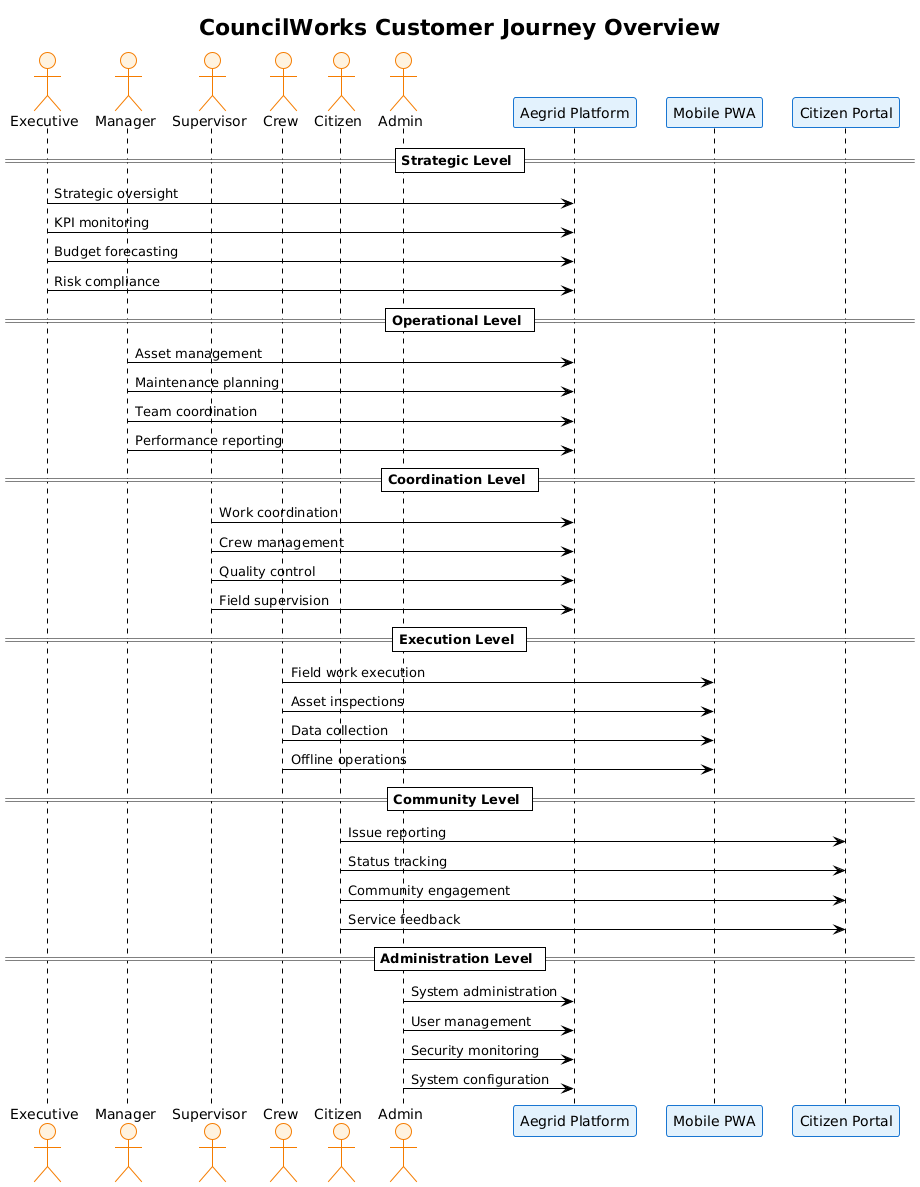 CouncilWorks Customer Journey Overview
Executive Manager Supervisor Crew Citizen Admin Aegrid Platform Mobile PWA Citizen Portal
Strategic Level
Strategic oversight
KPI monitoring
Budget forecasting
Risk compliance
Operational Level
Asset management
Maintenance planning
Team coordination
Performance reporting
Coordination Level
Work coordination
Crew management
Quality control
Field supervision
Execution Level
Field work execution
Asset inspections
Data collection
Offline operations
Community Level
Issue reporting
Status tracking
Community engagement
Service feedback
Administration Level
System administration
User management
Security monitoring
System configuration
Executive Manager Supervisor Crew Citizen Admin Aegrid Platform Mobile PWA Citizen Portal